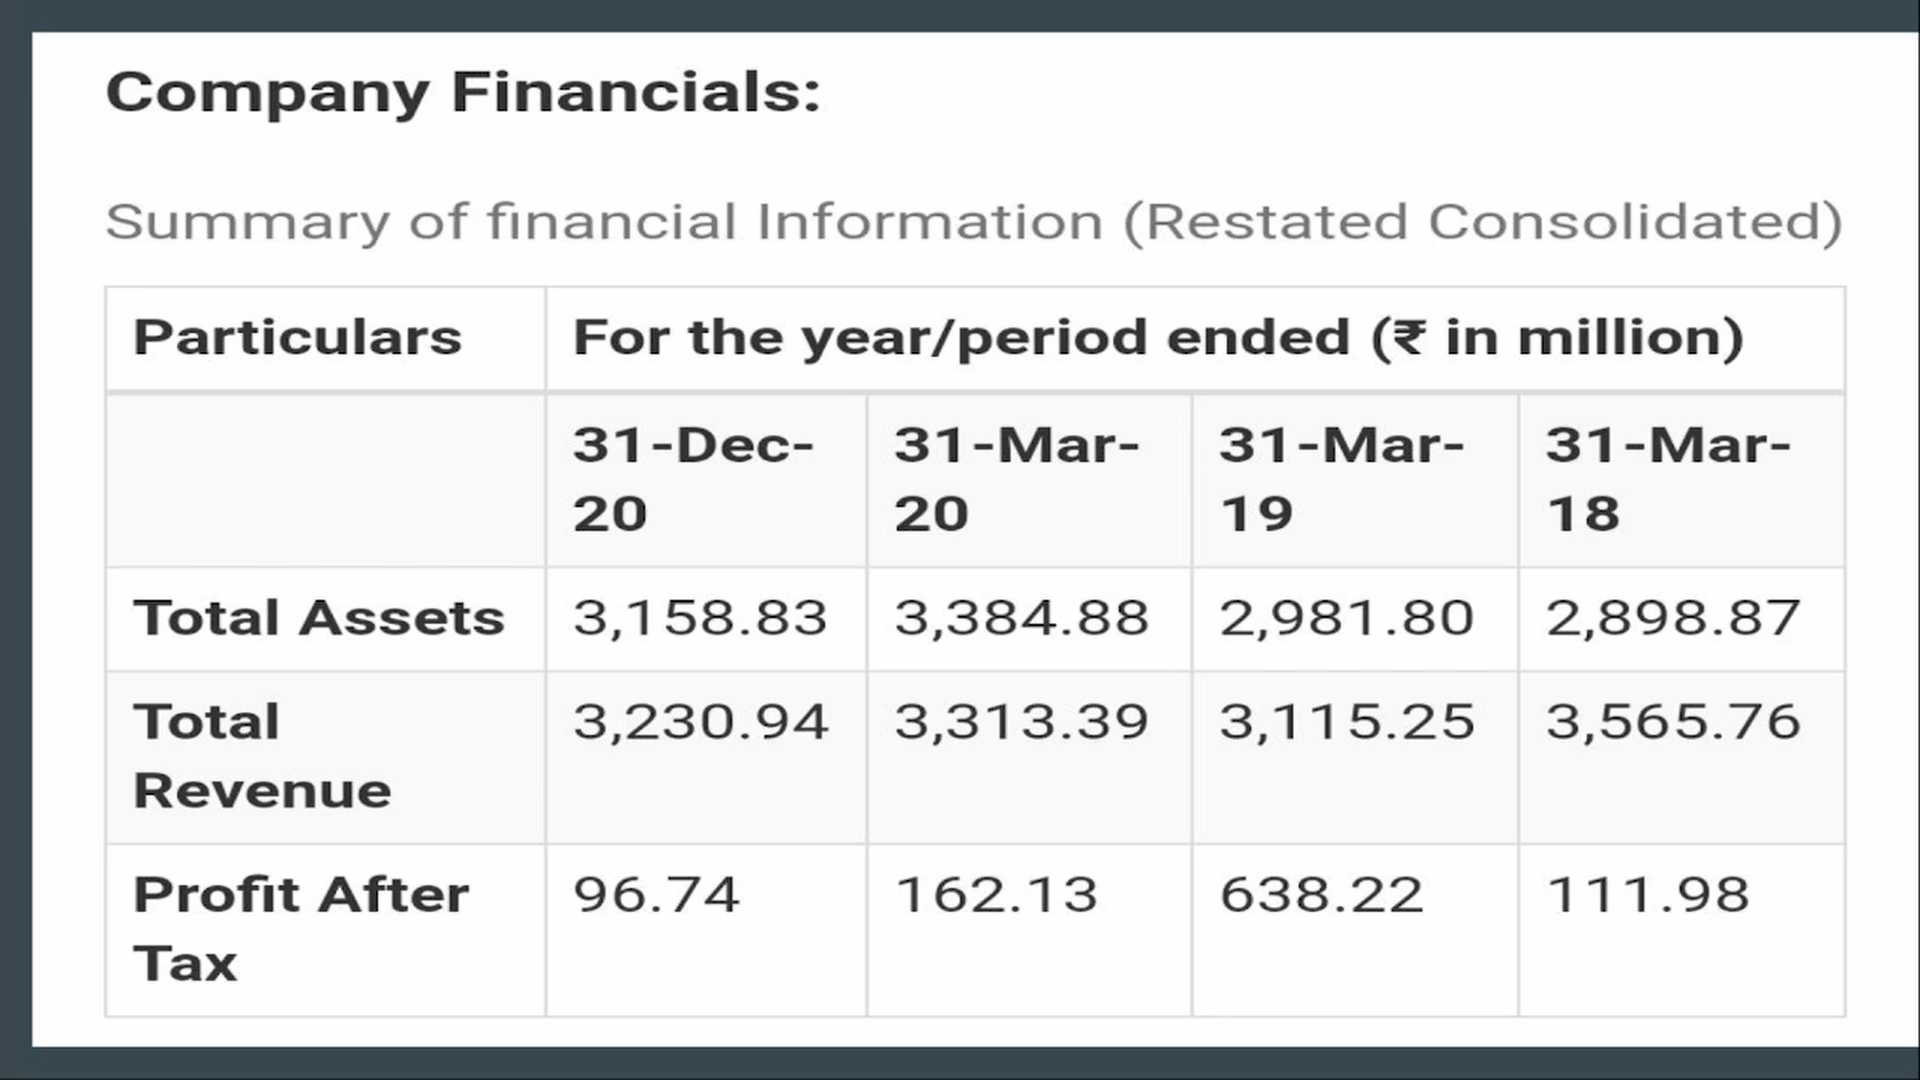 Company Financials:
Summary of financial Information (Restated Consolidated)
Particulars For the year/period ended (₹ in million)
31-Dec-20 31-Mar-20 31-Mar-19 31-Mar-18
Total Assets 3,158.83 3,384.88 2,981.80 2,898.87
Total Revenue 3,230.94 3,313.39 3,115.25 3,565.76
Profit After Tax 96.74 162.13 638.22 111.98